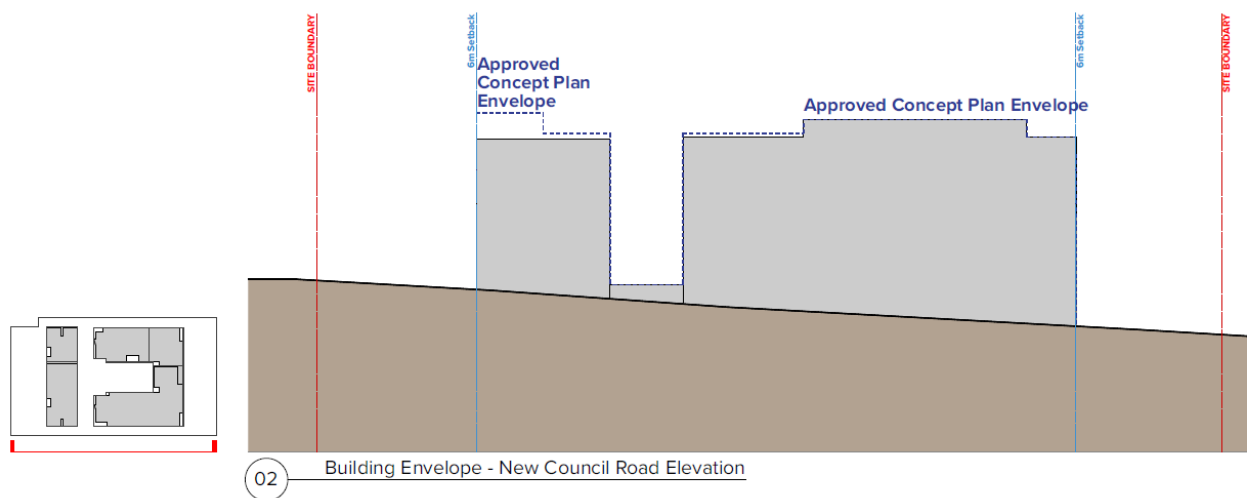 SITE BOUNDARY
6m Setback
Approved
Concept Plan
Envelope
Approved Concept Plan Envelope
6m Setback
SITE BOUNDARY
02
Building Envelope - New Council Road Elevation